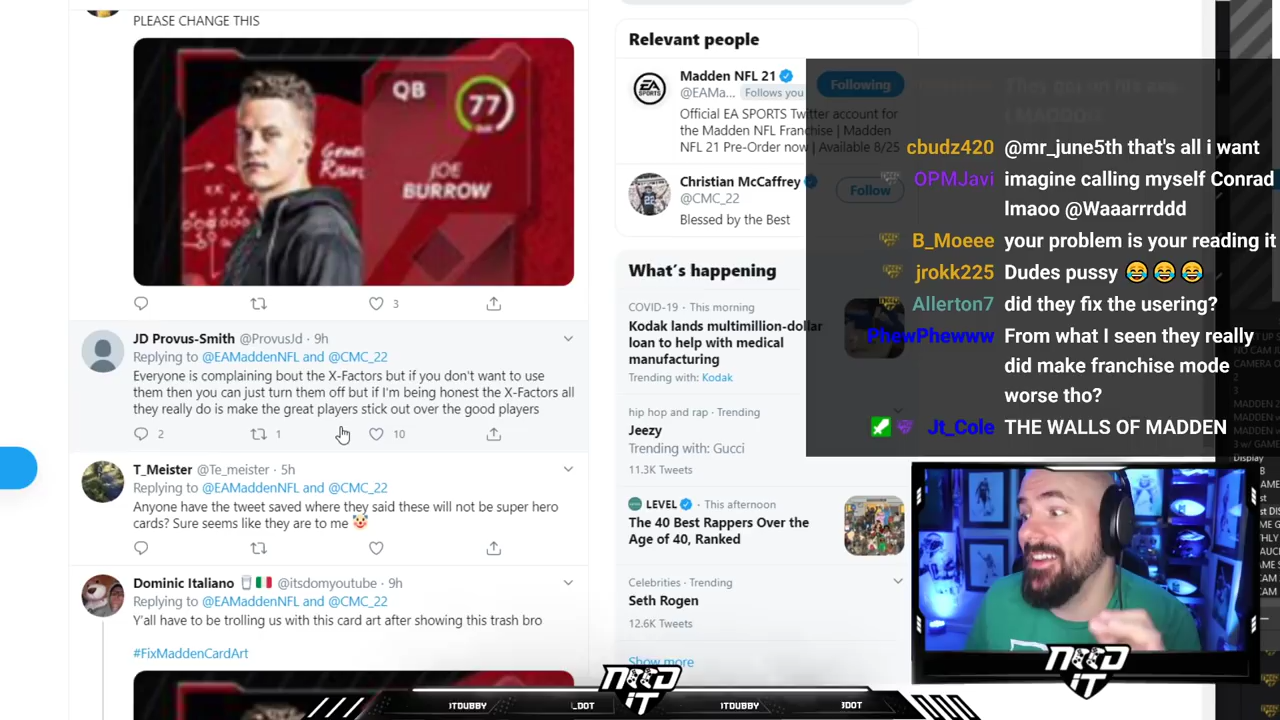 PLEASE CHANGE THIS
QB
77
JOE
BURROW
3
JD Provus-Smith @ProvusJd · 9h
Replying to @EAMaddenNFL and @CMC_22
Everyone is complaining bout the X-Factors but if you don't want to use
them then you can just turn them off but if I'm being honest the X-Factors all
they really do is make the great players stick out over the good players
2
1
10
T_Meister @Te_meister · 5h
Replying to @EAMaddenNFL and @CMC_22
Anyone have the tweet saved where they said these will not be super hero
cards? Sure seems like they are to me 🤡
Dominic Italiano 🥛🇮🇹 @itsdomyoutube · 9h
Replying to @EAMaddenNFL and @CMC_22
Y'all have to be trolling us with this card art after showing this trash bro
#FixMaddenCardArt
Relevant people
EA
SPORTS
Madden NFL 21
@EAMa... Follows you
Following
Official EA SPORTS Twitter account for
the Madden NFL Franchise | Madden
NFL 21 Pre-Order now | Available 8/25
Christian McCaffrey
@CMC_22
Follow
Blessed by the Best
What's happening
COVID-19 · This morning
Kodak lands multimillion-dollar
loan to help with medical
manufacturing
Trending with: Kodak
hip hop and rap · Trending
Jeezy
Trending with: Gucci
11.3K Tweets
LEVEL · This afternoon
The 40 Best Rappers Over the
Age of 40, Ranked
Celebrities · Trending
Seth Rogen
12.6K Tweets
Show more
cbudz420 @mr_june5th that's all i want
OPMJavi imagine calling myself Conrad
lmaoo @Waaarrrddd
B_Moeee your problem is your reading it
jrokk225 Dudes pussy 😂😂😂
Allerton7 did they fix the usering?
PhewPhewww From what I seen they really
did make franchise mode
worse tho?
Jt_Cole THE WALLS OF MADDEN
Display
NEED
IT
NEED
IT
ITDUBBY
_DOT
ITDUBBY